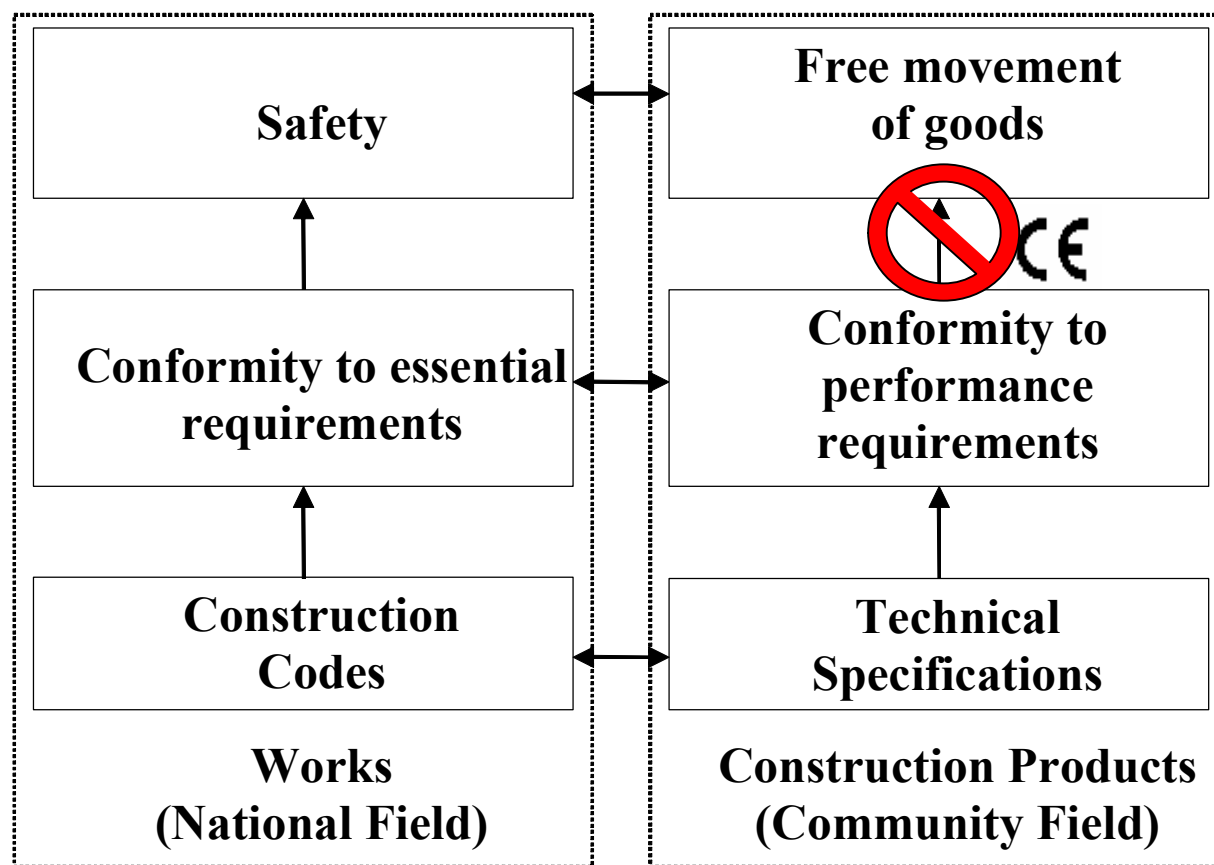 Safety
Free movement
of goods
CE
Conformity to essential
requirements
Conformity to
performance
requirements
Construction
Codes
Technical
Specifications
Works
(National Field)
Construction Products
(Community Field)